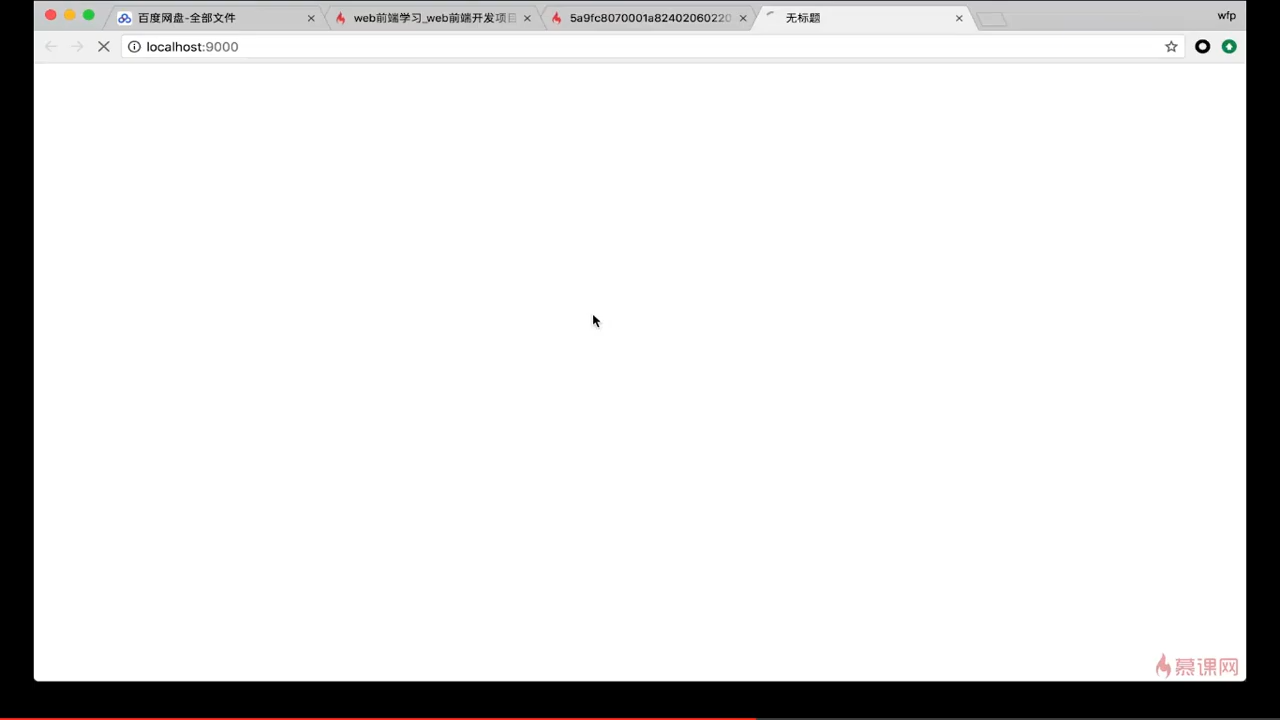 百度网盘-全部文件
web前端学习_web前端开发项目
5a9fc8070001a82402060220
无标题
wfp
localhost:9000
慕课网